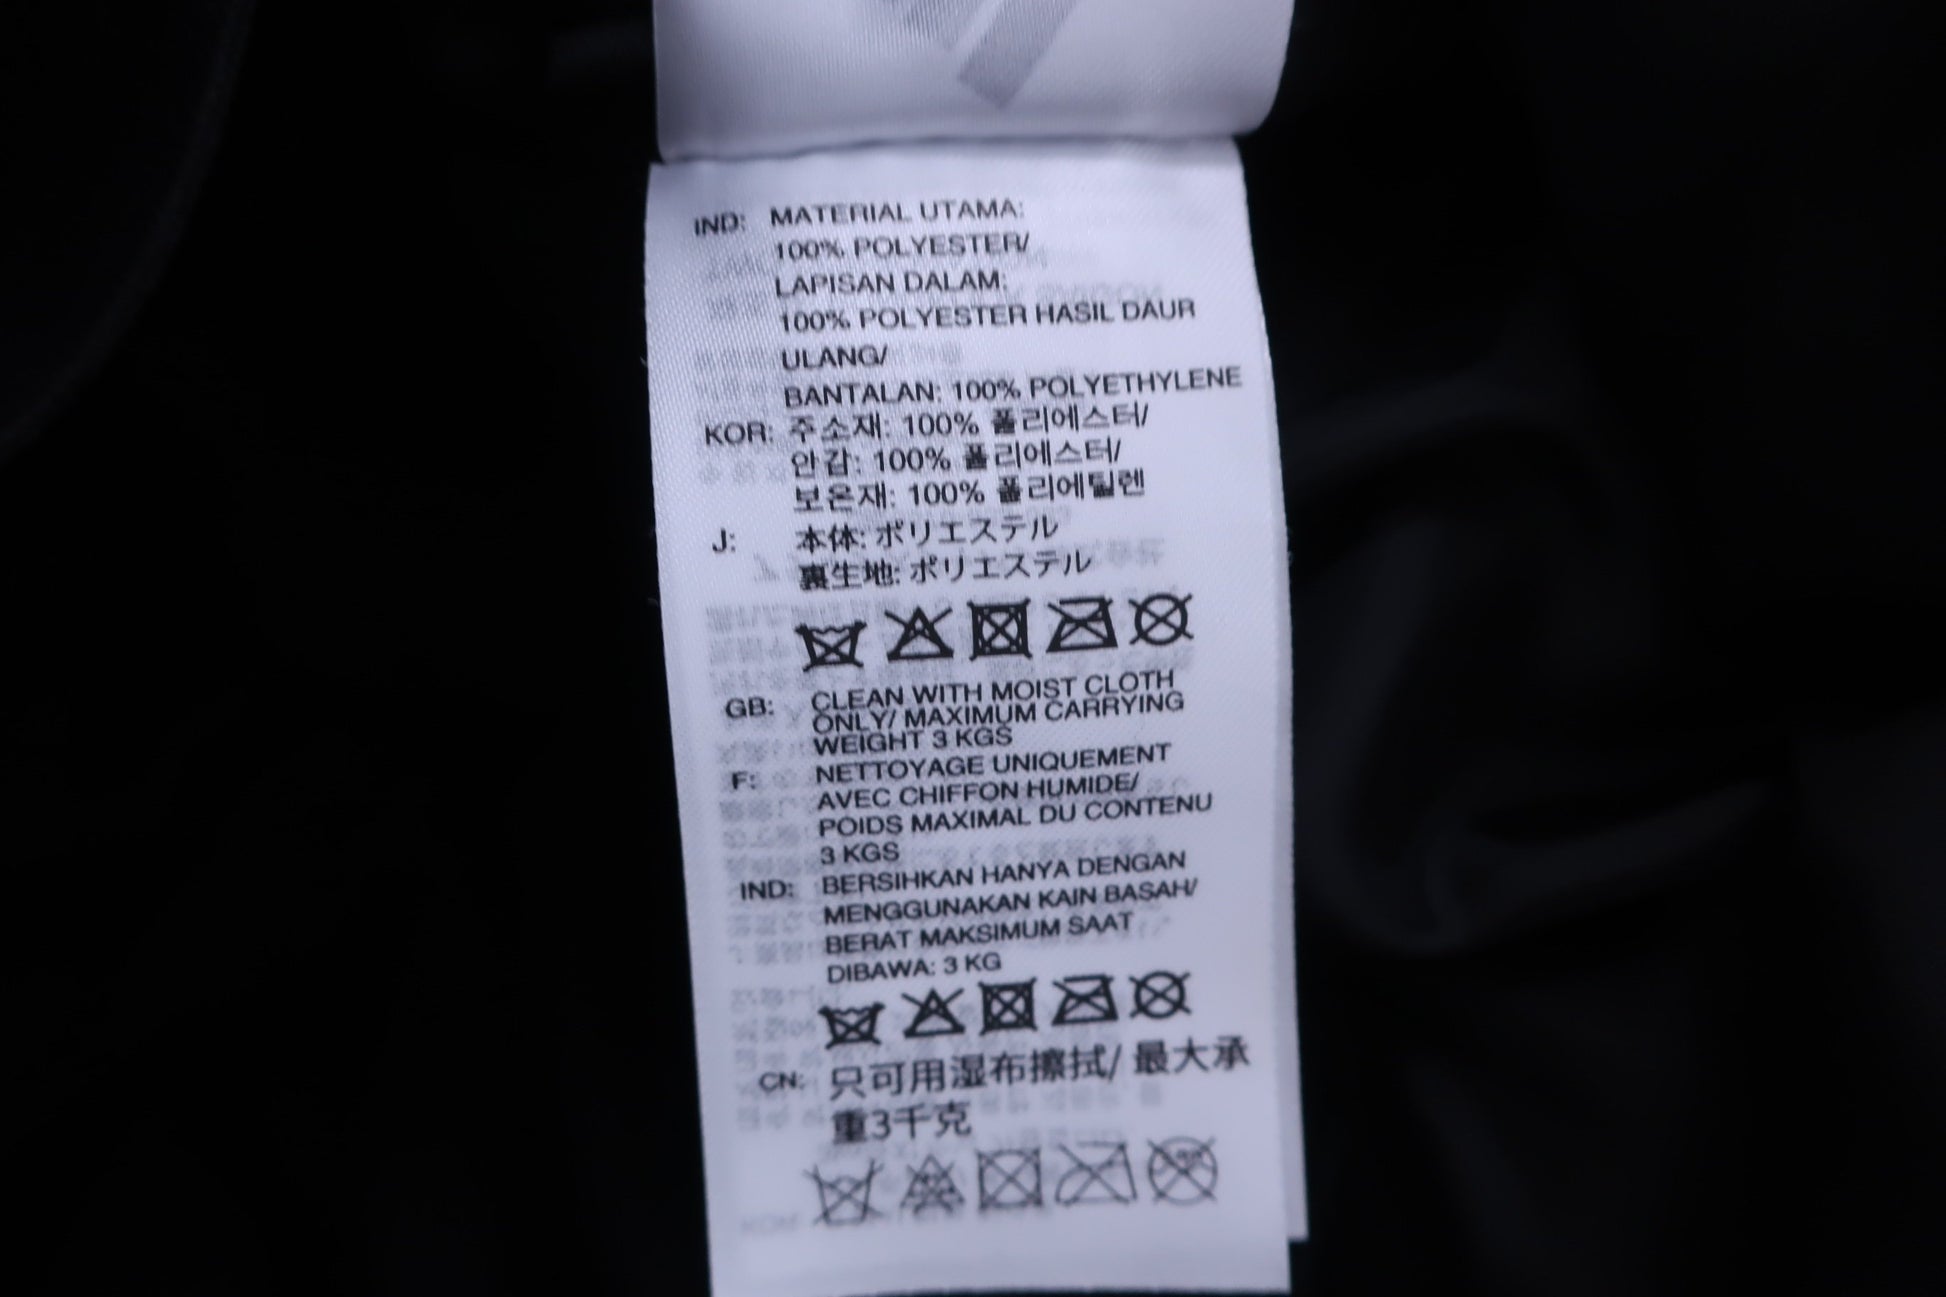 IND: MATERIAL UTAMA:
100% POLYESTER/
LAPISAN DALAM:
100% POLYESTER HASIL DAUR
ULANG/
BANTALAN: 100% POLYETHYLENE
KOR: 주소재: 100% 폴리에스터/
안감: 100% 폴리에스터/
보온재: 100% 폴리에틸렌
J: 本体: ポリエステル
裏生地: ポリエステル
GB: CLEAN WITH MOIST CLOTH
ONLY/ MAXIMUM CARRYING
WEIGHT 3 KGS
F: NETTOYAGE UNIQUEMENT
AVEC CHIFFON HUMIDE/
POIDS MAXIMAL DU CONTENU
3 KGS
IND: BERSIHKAN HANYA DENGAN
MENGGUNAKAN KAIN BASAH/
BERAT MAKSIMUM SAAT
DIBAWA: 3 KG
CN: 只可用湿布擦拭/ 最大承
重3千克